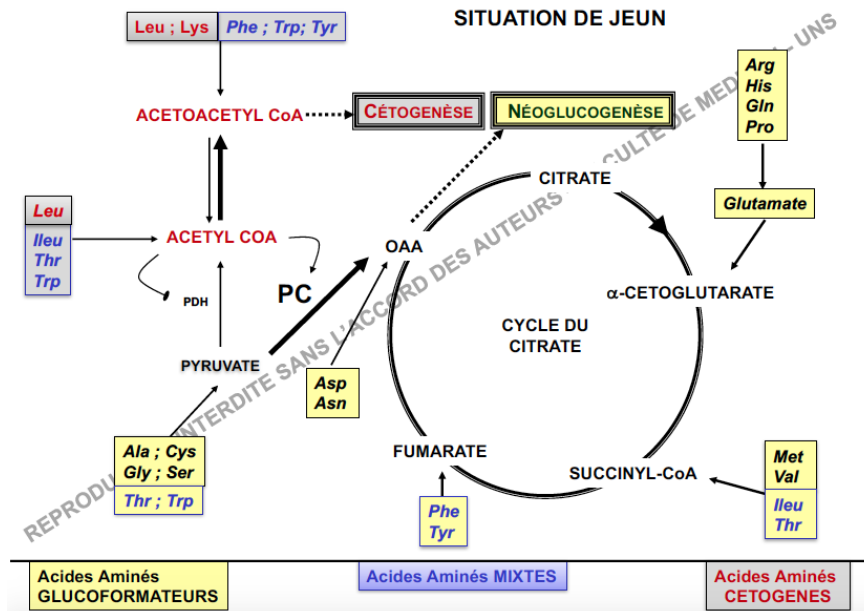 SITUATION DE JEUN
Leu ; Lys
Phe ; Trp; Tyr
ACETOACETYL CoA
CÉTOGENÈSE
NÉOGLUCOGENÈSE
Arg
His
Gln
Pro
CITRATE
Glutamate
Leu
Ileu
Thr
Trp
ACETYL COA
OAA
PDH
PC
α-CETOGLUTARATE
CYCLE DU
CITRATE
PYRUVATE
Asp
Asn
Ala ; Cys
Gly ; Ser
Thr ; Trp
FUMARATE
SUCCINYL-CoA
Met
Val
Ileu
Thr
Phe
Tyr
REPRODU INTERDITE SANS L'ACCORD DES AUTEURS CULTE DE MEDE - UNS
Acides Aminés
GLUCOFORMATEURS
Acides Aminés MIXTES
Acides Aminés
CETOGENES